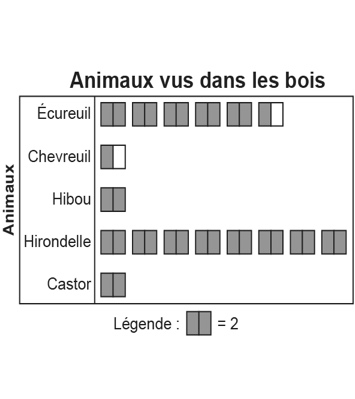 Animaux vus dans les bois
Animaux
Écureuil
Chevreuil
Hibou
Hirondelle
Castor
Légende : = 2